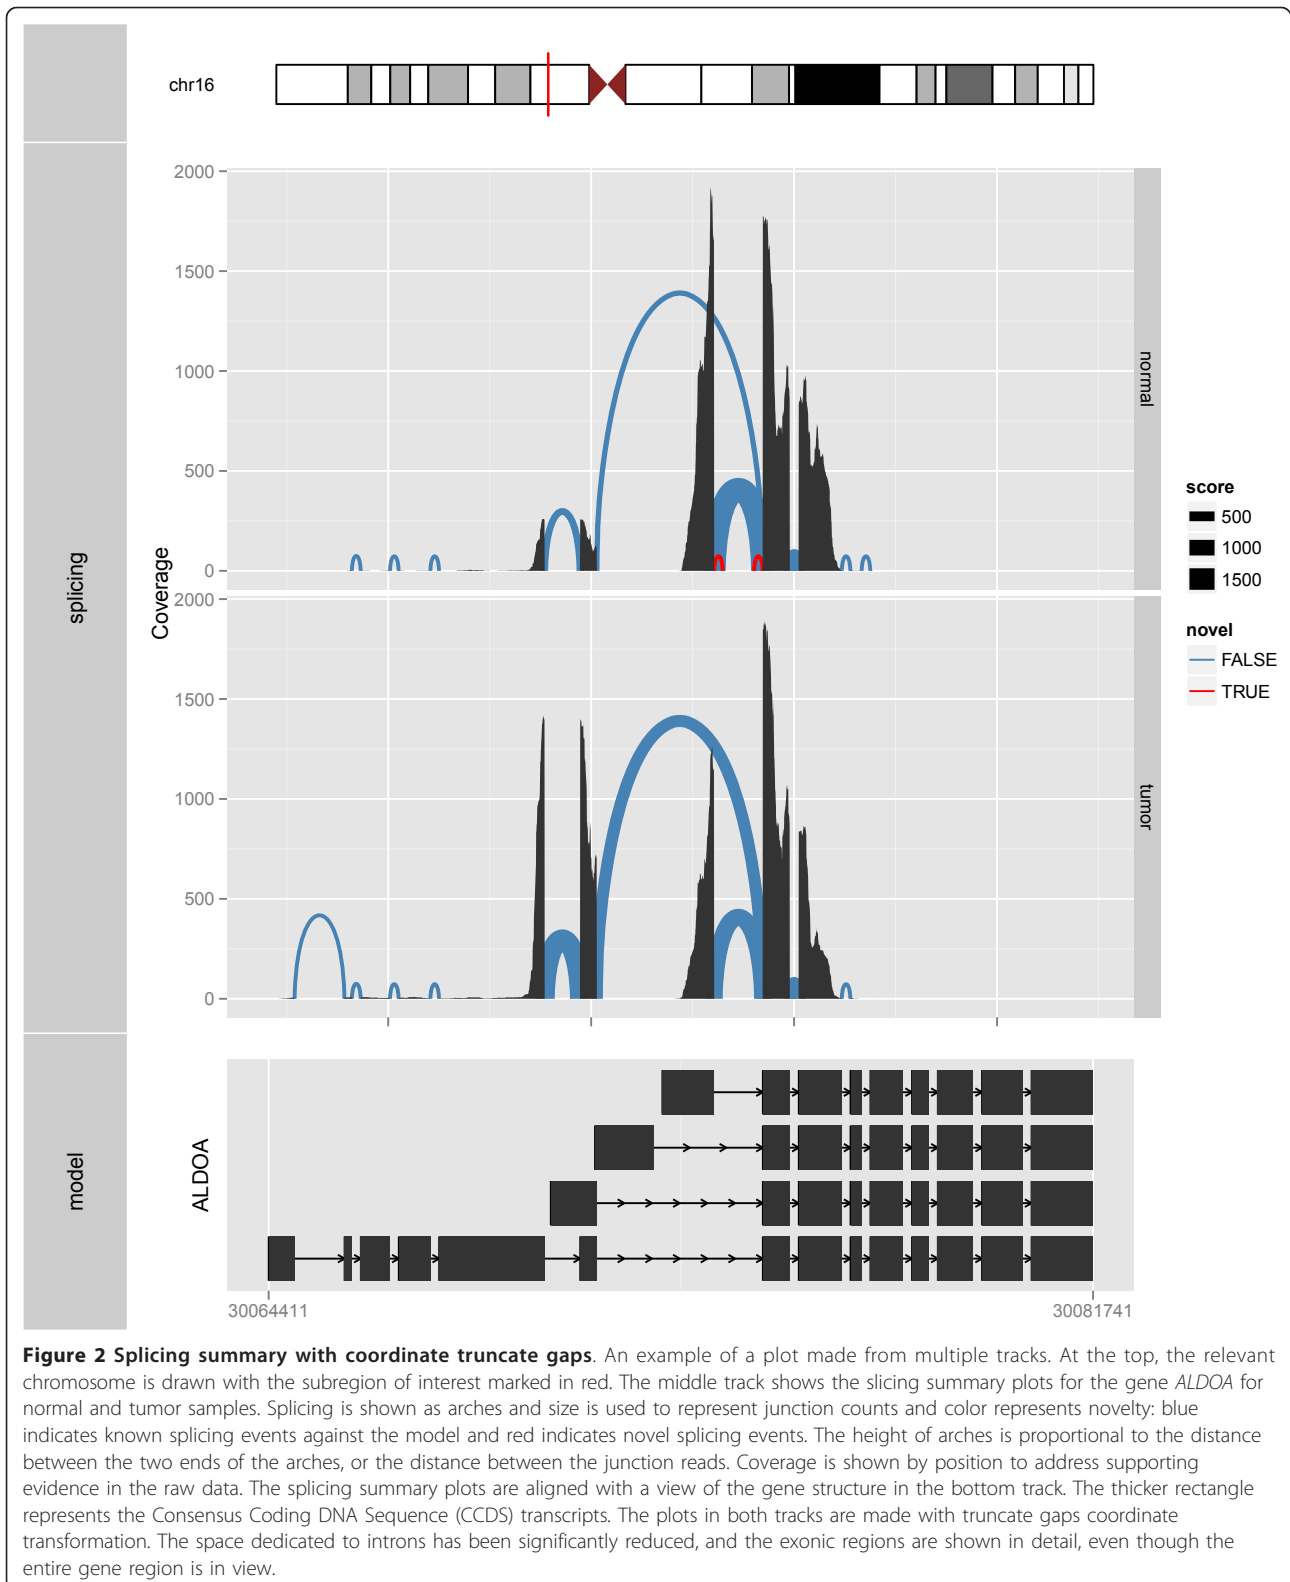 chr16
splicing
Coverage
2000
1500
1000
500
0
normal
2000
1500
1000
500
0
tumor
score
500
1000
1500
novel
FALSE
TRUE
model
ALDOA
30064411
30081741
Figure 2 Splicing summary with coordinate truncate gaps. An example of a plot made from multiple tracks. At the top, the relevant
chromosome is drawn with the subregion of interest marked in red. The middle track shows the slicing summary plots for the gene ALDOA for
normal and tumor samples. Splicing is shown as arches and size is used to represent junction counts and color represents novelty: blue
indicates known splicing events against the model and red indicates novel splicing events. The height of arches is proportional to the distance
between the two ends of the arches, or the distance between the junction reads. Coverage is shown by position to address supporting
evidence in the raw data. The splicing summary plots are aligned with a view of the gene structure in the bottom track. The thicker rectangle
represents the Consensus Coding DNA Sequence (CCDS) transcripts. The plots in both tracks are made with truncate gaps coordinate
transformation. The space dedicated to introns has been significantly reduced, and the exonic regions are shown in detail, even though the
entire gene region is in view.